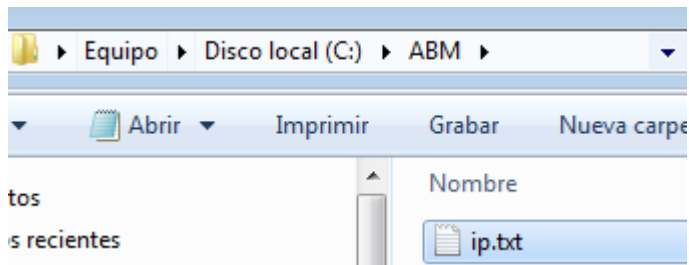 Equipo Disco local (C:) ABM
Abrir Imprimir Grabar Nueva carpe
tos Nombre
s recientes ip.txt